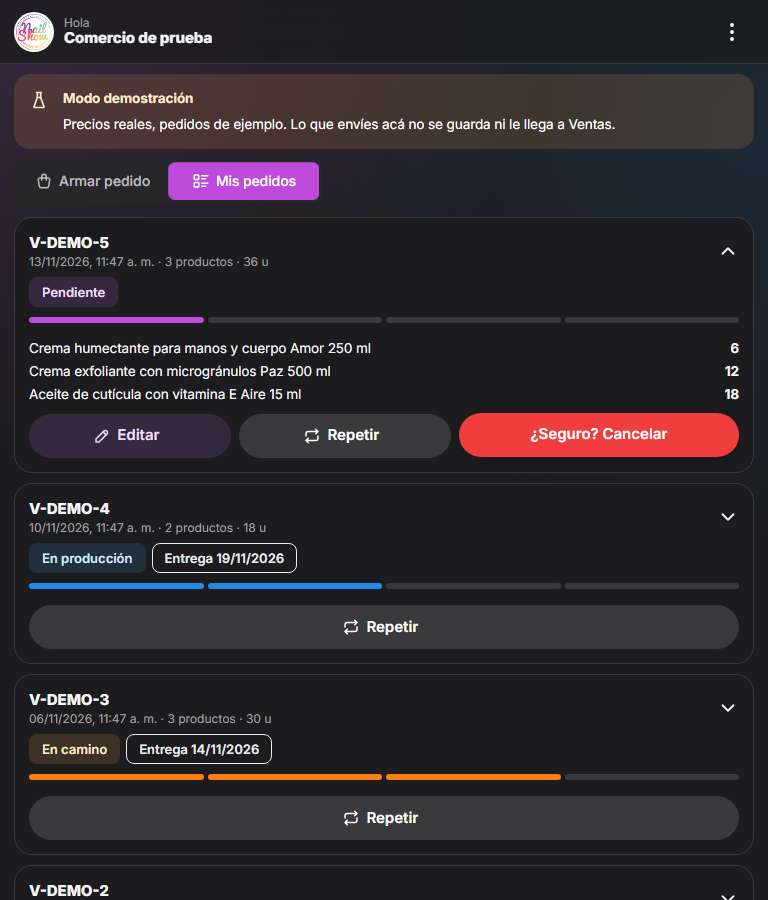 Nail Show
Hola
Comercio de prueba
Modo demostración
Precios reales, pedidos de ejemplo. Lo que envíes acá no se guarda ni le llega a Ventas.
Armar pedido
Mis pedidos
V-DEMO-5
13/11/2026, 11:47 a. m. · 3 productos · 36 u
Pendiente
Crema humectante para manos y cuerpo Amor 250 ml 6
Crema exfoliante con microgránulos Paz 500 ml 12
Aceite de cutícula con vitamina E Aire 15 ml 18
Editar
Repetir
¿Seguro? Cancelar
V-DEMO-4
10/11/2026, 11:47 a. m. · 2 productos · 18 u
En producción
Entrega 19/11/2026
Repetir
V-DEMO-3
06/11/2026, 11:47 a. m. · 3 productos · 30 u
En camino
Entrega 14/11/2026
Repetir
V-DEMO-2